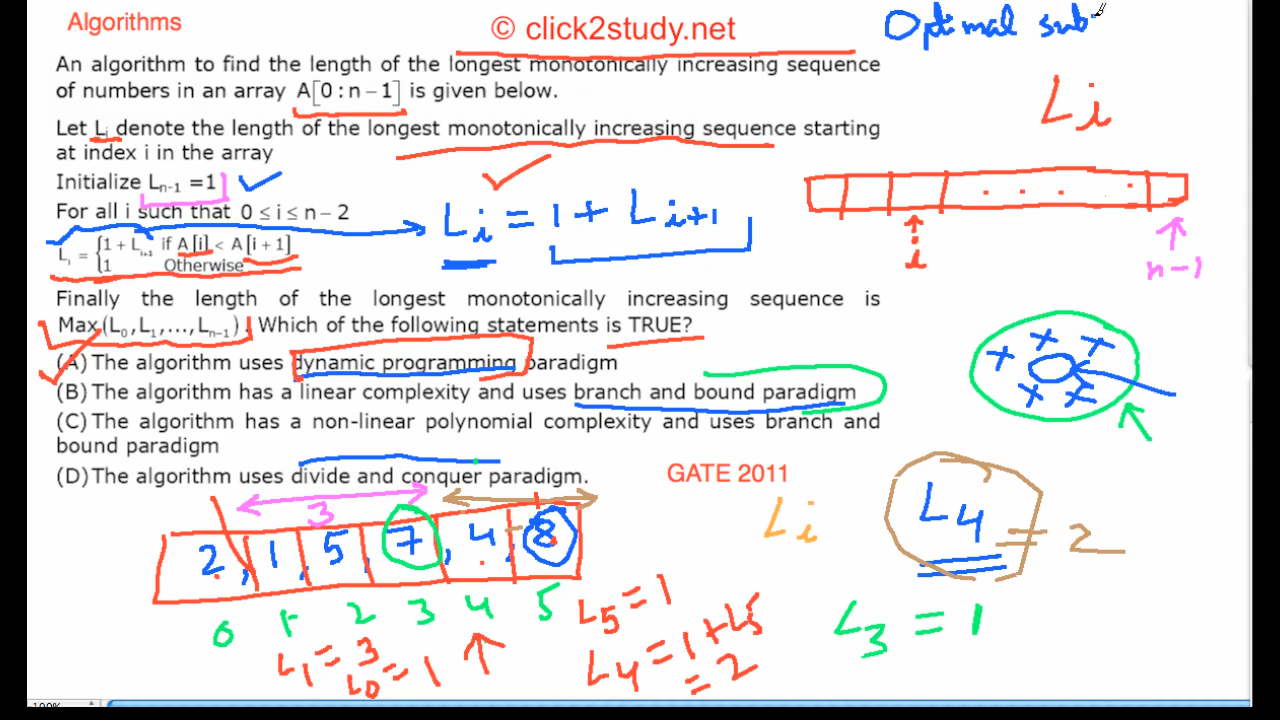 Algorithms
© click2study.net
Optimal sub
An algorithm to find the length of the longest monotonically increasing sequence
of numbers in an array A[0 : n − 1] is given below.
Let Li denote the length of the longest monotonically increasing sequence starting
at index i in the array
Initialize Ln-1 =1
For all i such that 0 ≤ i ≤ n − 2
Li = {1 + Li+1 if A[i] < A[i + 1]
{1 Otherwise
Li = 1 + Li+1
Li
i
n-1
Finally the length of the longest monotonically increasing sequence is
Max(L0, L1, ..., Ln−1). Which of the following statements is TRUE?
(A) The algorithm uses dynamic programming paradigm
(B) The algorithm has a linear complexity and uses branch and bound paradigm
(C) The algorithm has a non-linear polynomial complexity and uses branch and
bound paradigm
(D) The algorithm uses divide and conquer paradigm.
GATE 2011
3
2, 1, 5, 7, 4, 8
Li
L4 = 2
0 1 2 3 4 5
L5 = 1
L1 = 3
L0 = 1
L4 = 1 + L5
= 2
L3 = 1
100%